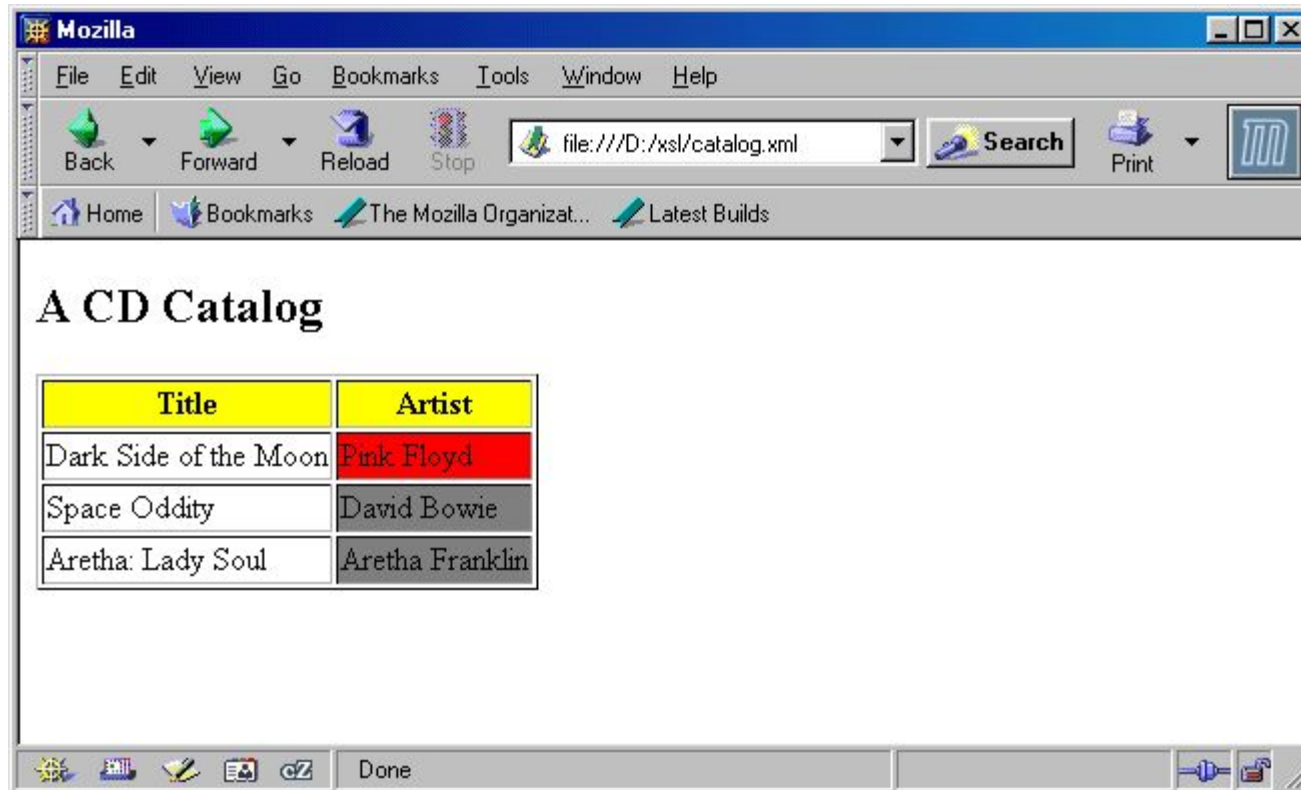 Mozilla
File Edit View Go Bookmarks Tools Window Help
Back Forward Reload Stop file:///D:/xsl/catalog.xml Search Print
Home Bookmarks The Mozilla Organizat... Latest Builds
A CD Catalog
Title Artist
Dark Side of the Moon Pink Floyd
Space Oddity David Bowie
Aretha: Lady Soul Aretha Franklin
Done